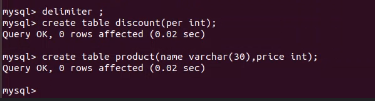 mysql> delimiter ;
mysql> create table discount(per int);
Query OK, 0 rows affected (0.02 sec)
mysql> create table product(name varchar(30),price int);
Query OK, 0 rows affected (0.02 sec)
mysql>